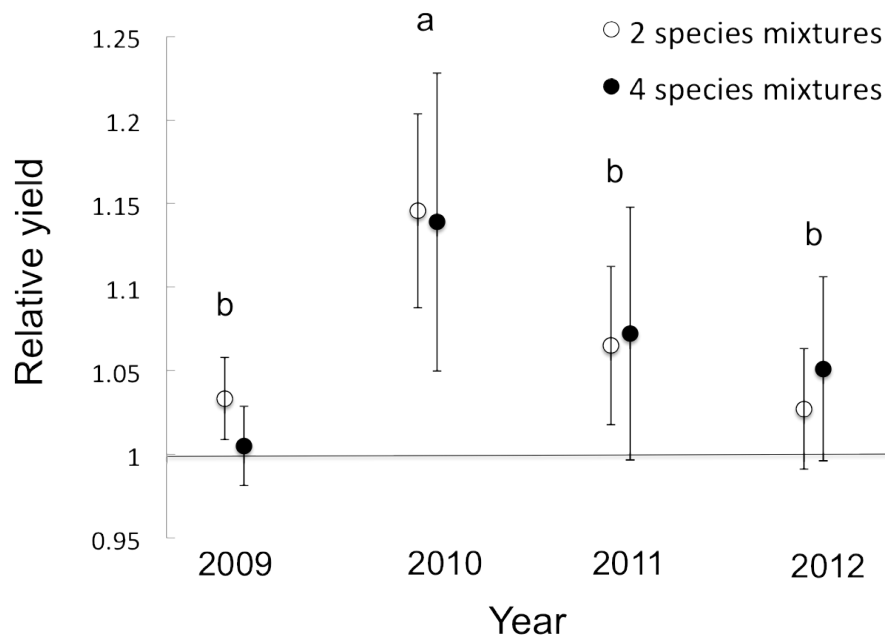 a
1.25
2 species mixtures
1.2
4 species mixtures
b
1.15
b
b
1.1
Relative yield
1.05
1
0.95
2009 2010 2011 2012
Year